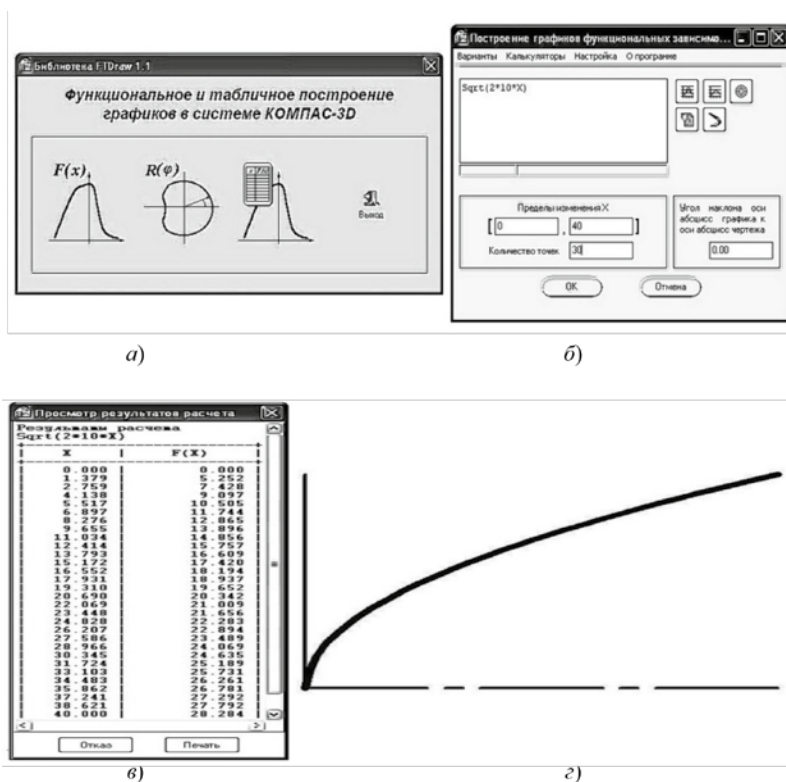 Библиотека FTDraw 1.1
Функциональное и табличное построение
графиков в системе КОМПАС-3D
F(x)
R(φ)
Выход
а)
Построение графиков функциональных зависимо...
Варианты Калькуляторы Настройка О програме
Sqrt(2*10*X)
Пределы изменения X
[ 0 , 40 ]
Количество точек 30
Угол наклона оси
абсцисс графика к
оси абсцисс чертежа
0.00
OK
Отмена
б)
Просмотр результатов расчета
Результаты расчета
Sqrt(2*10*X)
X | F(X)
0.000 | 0.000
1.379 | 5.252
2.759 | 7.428
4.138 | 9.097
5.517 | 10.505
6.897 | 11.744
8.276 | 12.865
9.655 | 13.896
11.034 | 14.856
12.414 | 15.757
13.793 | 16.609
15.172 | 17.420
16.552 | 18.194
17.931 | 18.937
19.310 | 19.652
20.690 | 20.342
22.069 | 21.009
23.448 | 21.656
24.828 | 22.283
26.207 | 22.894
27.586 | 23.489
28.966 | 24.069
30.345 | 24.635
31.724 | 25.189
33.103 | 25.731
34.483 | 26.261
35.862 | 26.781
37.241 | 27.292
38.621 | 27.792
40.000 | 28.284
Отказ
Печать
в)
г)